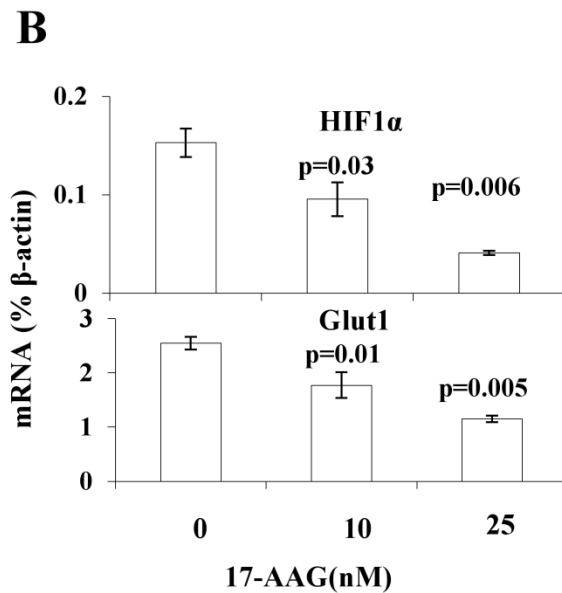 B
mRNA (% β-actin)
0.2
0.1
0
HIF1α
p=0.03
p=0.006
3
2
1
0
Glut1
p=0.01
p=0.005
0 10 25
17-AAG(nM)